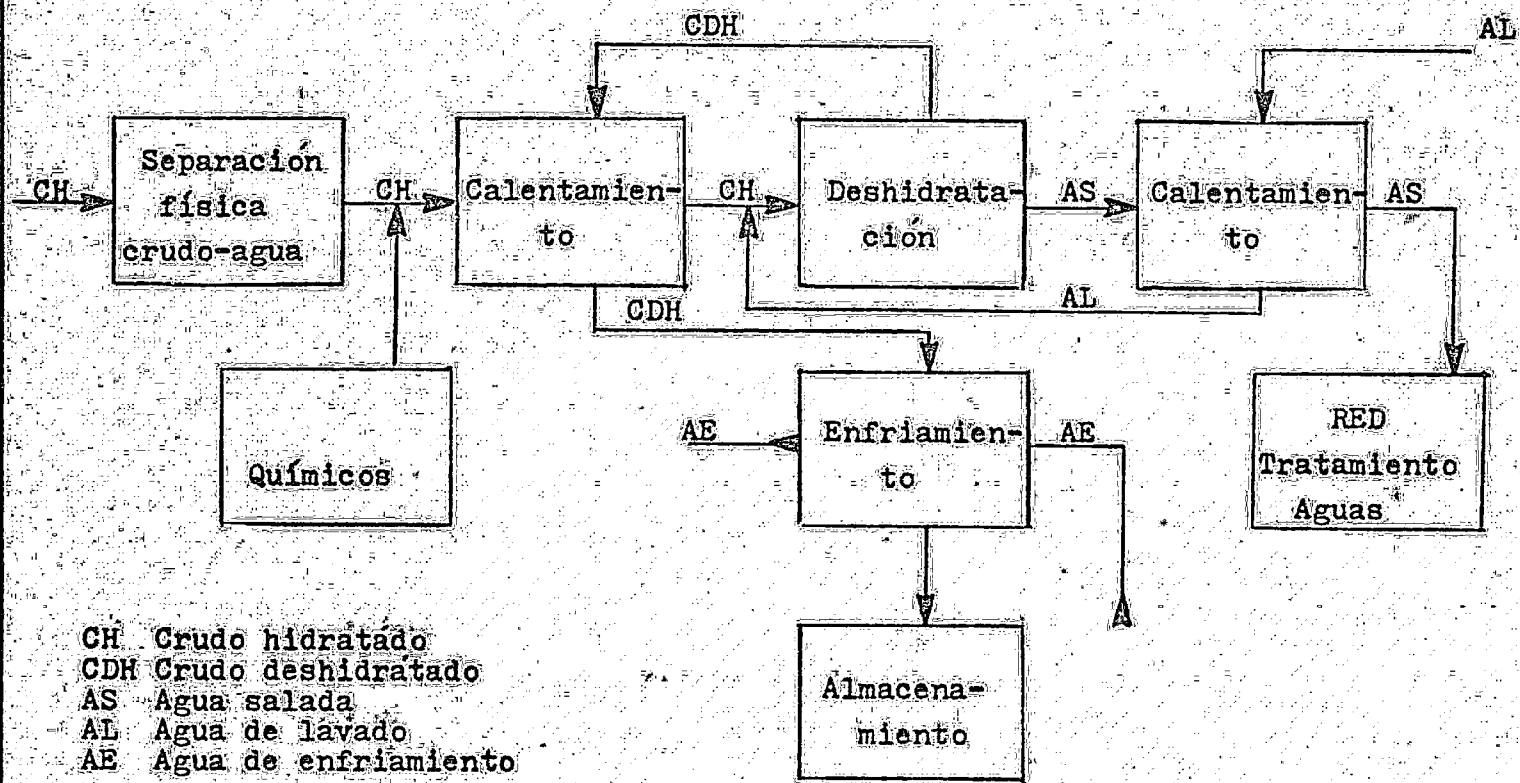 CDH
AL
Separación
física
crudo-agua
CH
CH
Calentamien-
to
CH
Deshidrata-
ción
AS
Calentamien-
to
AS
CDH
AL
Químicos
AE
Enfriamien-
to
AE
RED
Tratamiento
Aguas
Almacena-
miento
CH Crudo hidratado
CDH Crudo deshidratado
AS Agua salada
AL Agua de lavado
AE Agua de enfriamiento